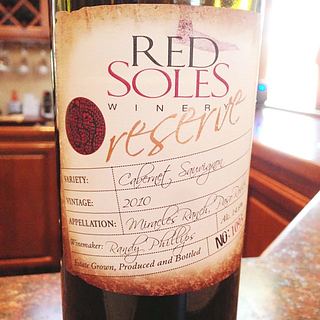 RED
SOLES
WINERY
reserve
VARIETY: Cabernet Sauvignon
VINTAGE: 2010
APPELLATION: Miracles Ranch, Paso
Winemaker: Randy Phillips
Estate Grown, Produced and Bottled
NO: